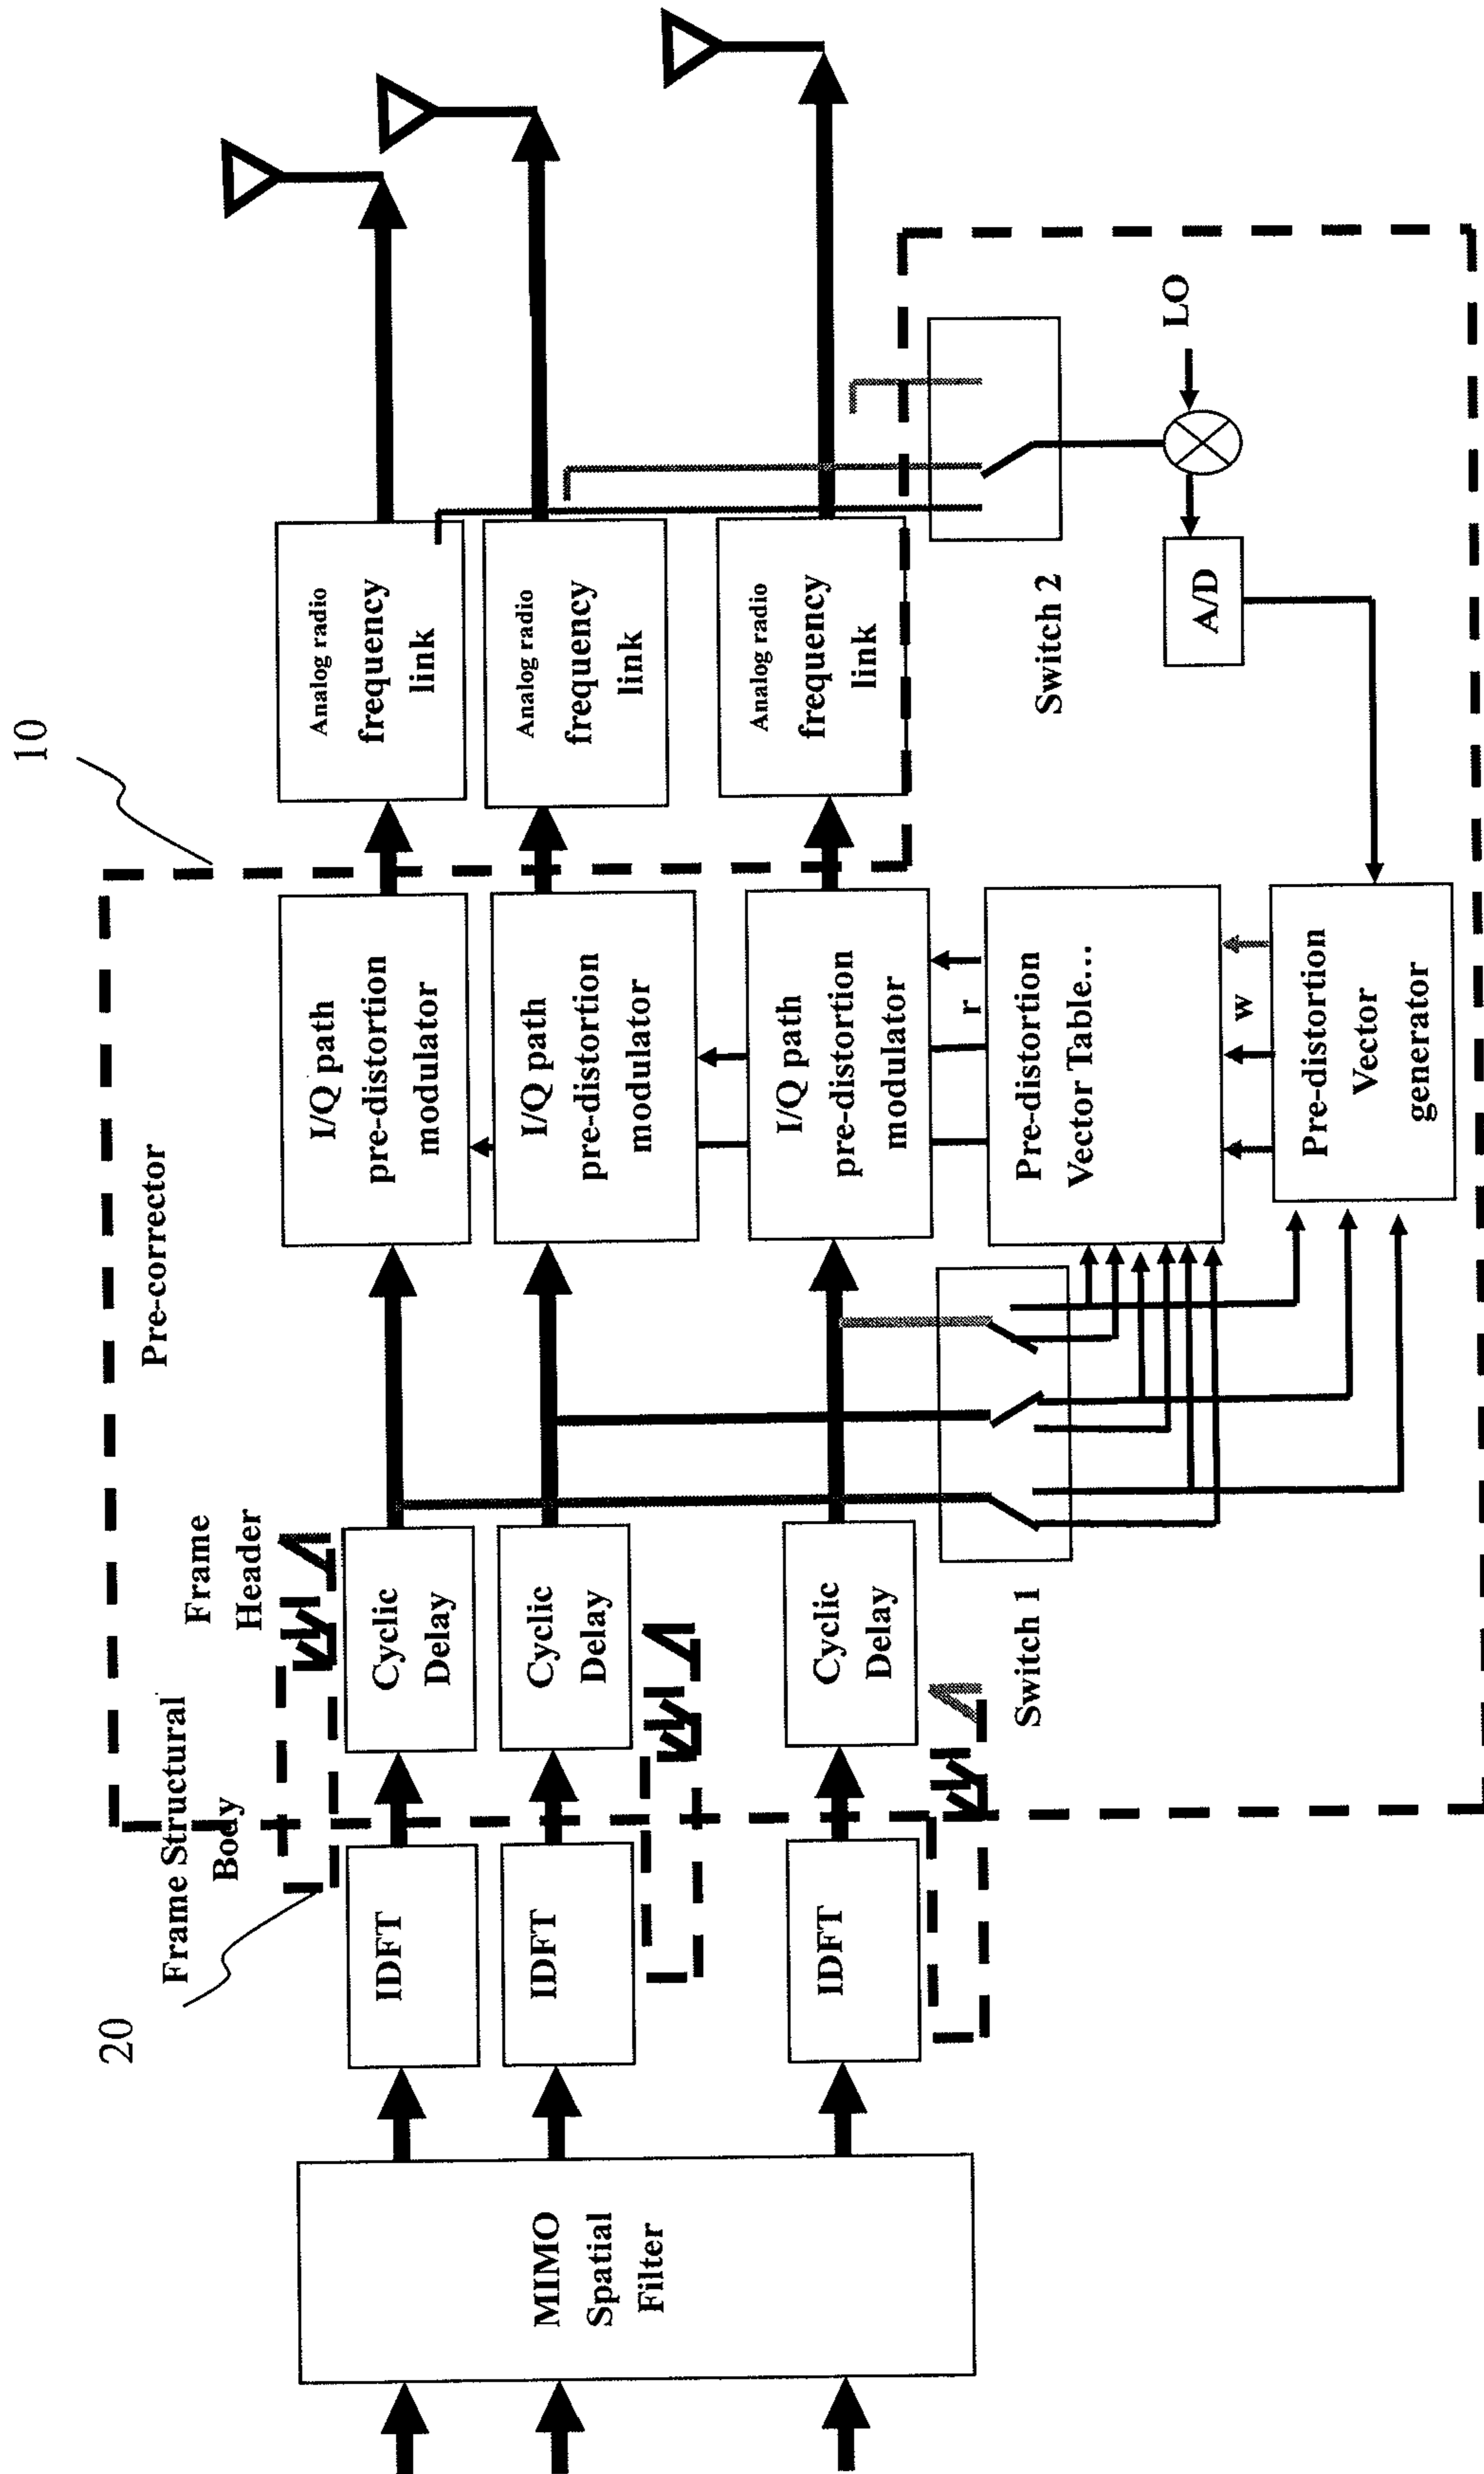 10
20
Pre-corrector
Frame Structural
Body
Frame
Header
MIMO
Spatial
Filter
IDFT
IDFT
IDFT
Cyclic
Delay
Cyclic
Delay
Cyclic
Delay
I/Q path
pre-distortion
modulator
I/Q path
pre-distortion
modulator
I/Q path
pre-distortion
modulator
Analog radio
frequency
link
Analog radio
frequency
link
Analog radio
frequency
link
Switch 1
r
Pre-distortion
Vector Table...
w
Pre-distortion
Vector
generator
Switch 2
A/D
LO